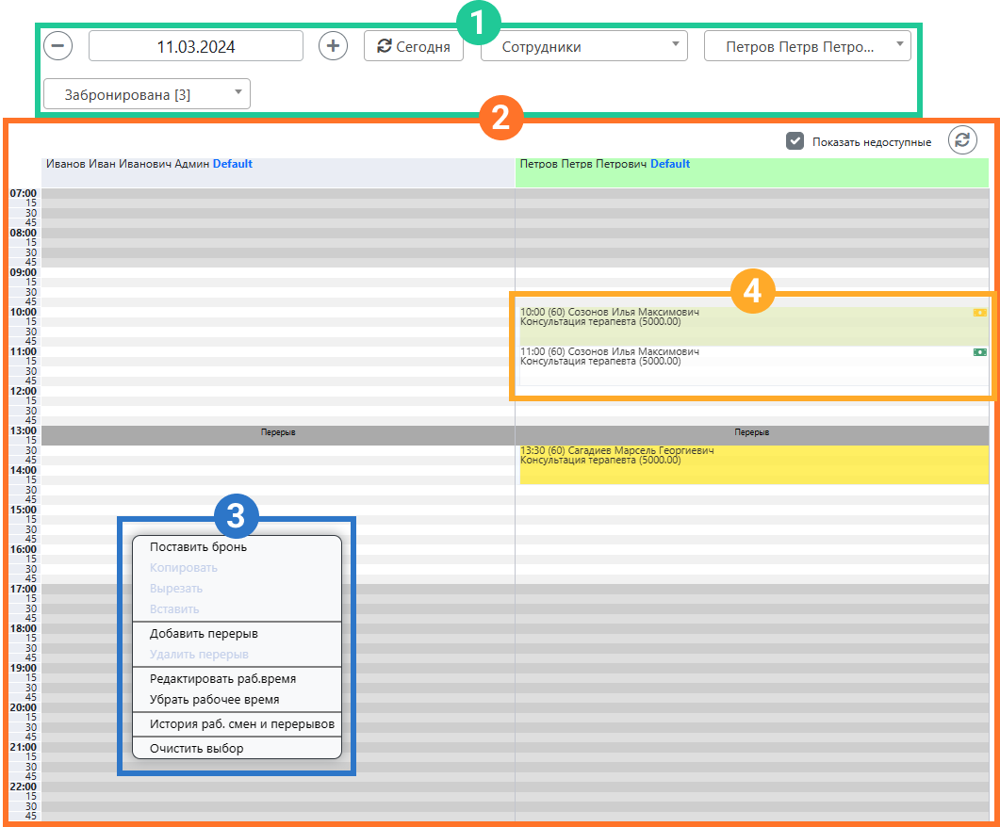 1
11.03.2024 Сегодня Сотрудники Петров Петрв Петро...
Забронирована [3]
2
Показать недоступные
Иванов Иван Иванович Админ Default Петров Петрв Петрович Default
07:00
15
30
45
08:00
15
30
45
09:00
15
30
4
45
10:00 10:00 (60) Созонов Илья Максимович
15 Консультация терапевта (5000.00)
30
45
11:00 11:00 (60) Созонов Илья Максимович
15 Консультация терапевта (5000.00)
30
45
12:00
15
30
45
13:00 Перерыв Перерыв
15
30 13:30 (60) Сагадиев Марсель Георгиевич
45 Консультация терапевта (5000.00)
14:00
15
30
45
15:00
3
15
30
45
Поставить бронь
16:00
15
Копировать
30
45
Вырезать
17:00
15
30
Вставить
45
18:00
Добавить перерыв
15
30
45
Удалить перерыв
19:00
15
Редактировать раб.время
30
45
Убрать рабочее время
20:00
15
30
История раб. смен и перерывов
45
21:00
Очистить выбор
15
30
45
22:00
15
30
45